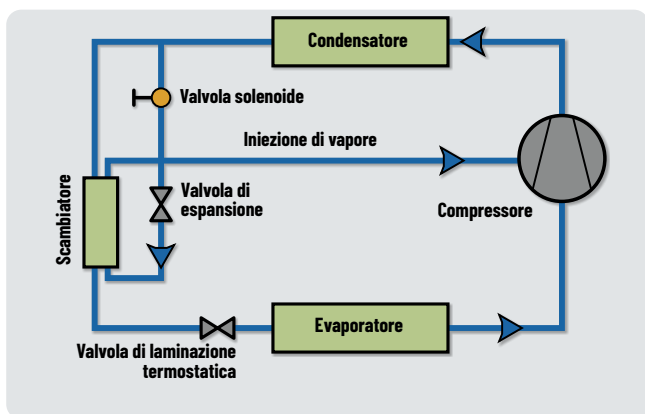 Condensatore
Valvola solenoide
Iniezione di vapore
Scambiatore
Valvola di
espansione
Compressore
Evaporatore
Valvola di laminazione
termostatica